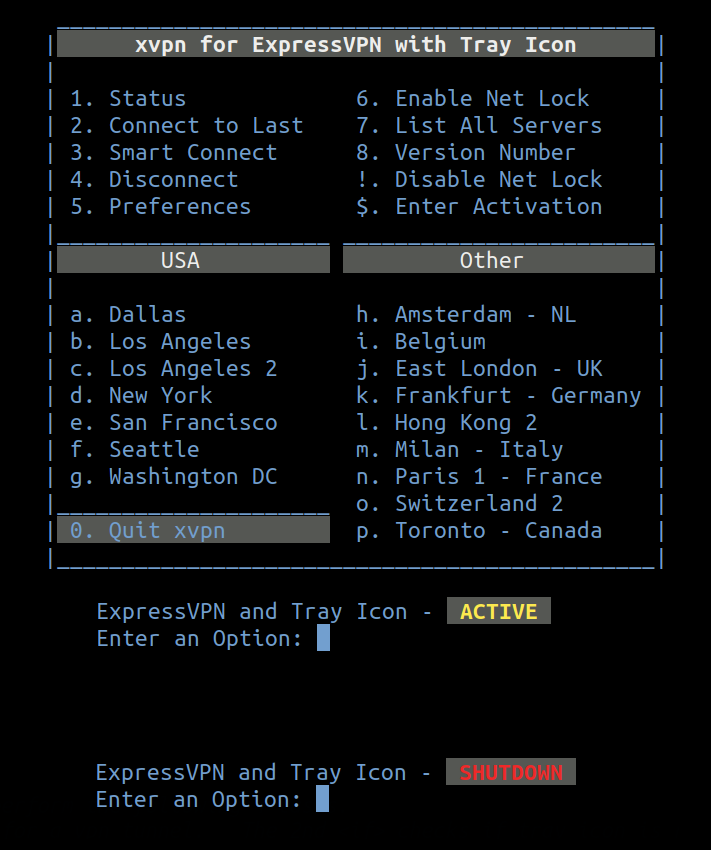 xvpn for ExpressVPN with Tray Icon
1. Status 6. Enable Net Lock
2. Connect to Last 7. List All Servers
3. Smart Connect 8. Version Number
4. Disconnect !. Disable Net Lock
5. Preferences $. Enter Activation
USA Other
a. Dallas h. Amsterdam - NL
b. Los Angeles i. Belgium
c. Los Angeles 2 j. East London - UK
d. New York k. Frankfurt - Germany
e. San Francisco l. Hong Kong 2
f. Seattle m. Milan - Italy
g. Washington DC n. Paris 1 - France
o. Switzerland 2
0. Quit xvpn p. Toronto - Canada
ExpressVPN and Tray Icon - ACTIVE
Enter an Option:
ExpressVPN and Tray Icon - SHUTDOWN
Enter an Option: